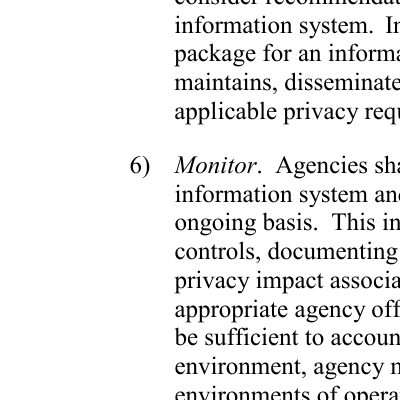 information system. In
package for an informa
maintains, disseminate
applicable privacy requ
6) Monitor. Agencies sha
information system and
ongoing basis. This in
controls, documenting
privacy impact associa
appropriate agency off
be sufficient to accoun
environment, agency m
environments of opera